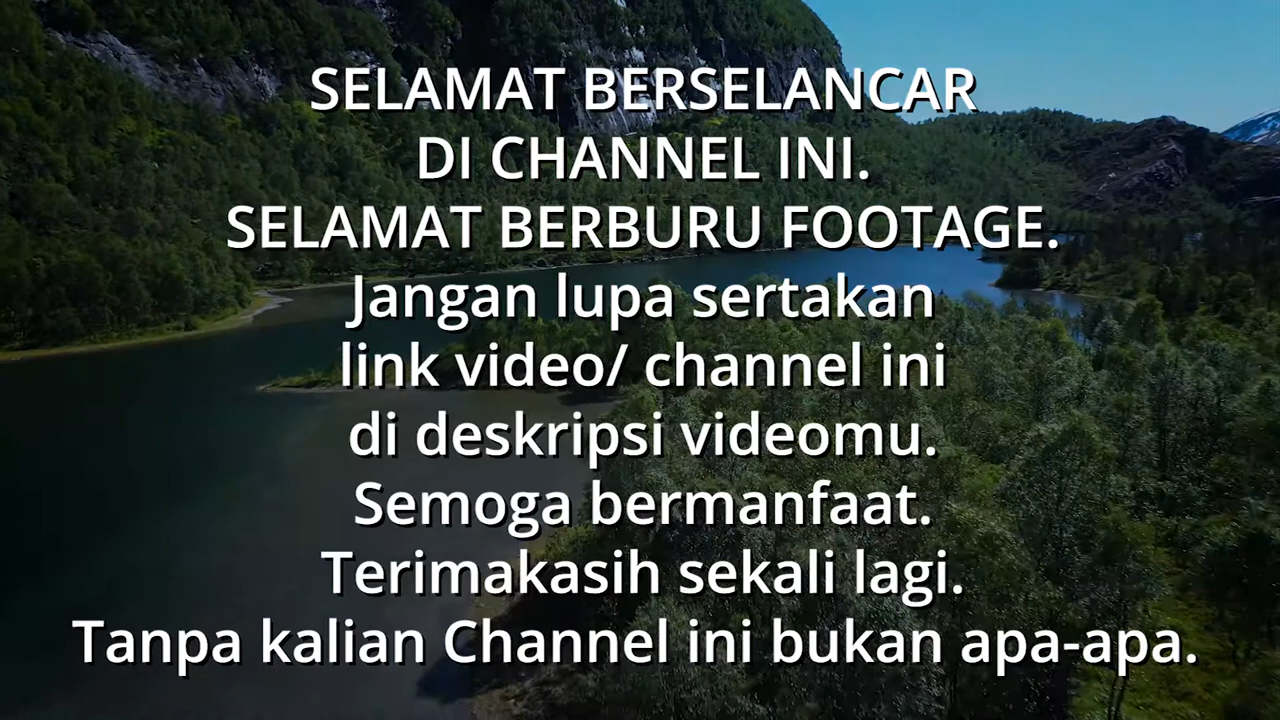 SELAMAT BERSELANCAR
DI CHANNEL INI.
SELAMAT BERBURU FOOTAGE.
Jangan lupa sertakan
link video/ channel ini
di deskripsi videomu.
Semoga bermanfaat.
Terimakasih sekali lagi.
Tanpa kalian Channel ini bukan apa-apa.